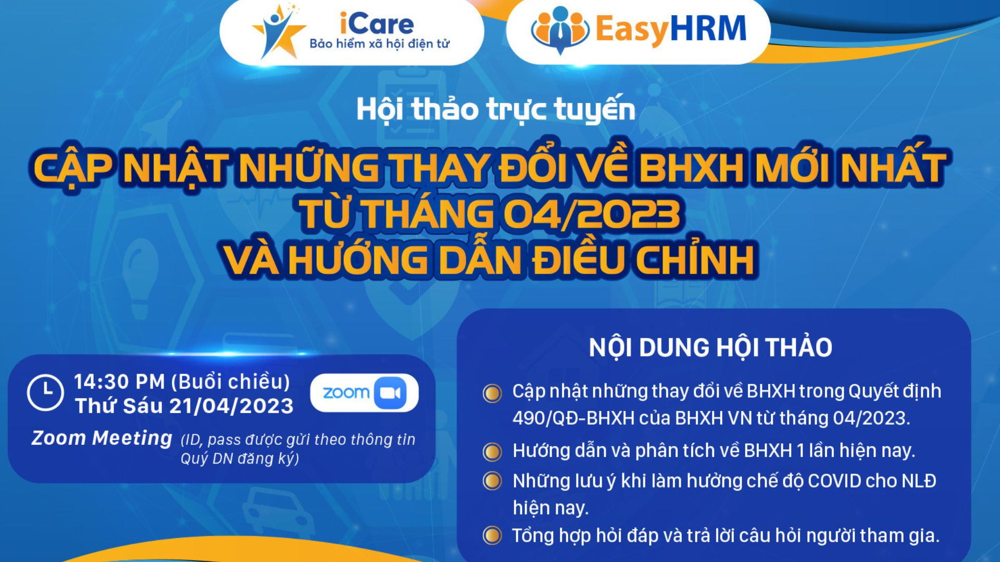 iCare
Bảo hiểm xã hội điện tử
EasyHRM
Hội thảo trực tuyến
CẬP NHẬT NHỮNG THAY ĐỔI VỀ BHXH MỚI NHẤT
TỪ THÁNG 04/2023
VÀ HƯỚNG DẪN ĐIỀU CHỈNH
14:30 PM (Buổi chiều)
Thứ Sáu 21/04/2023
zoom
Zoom Meeting (ID, pass được gửi theo thông tin
Quý DN đăng ký)
NỘI DUNG HỘI THẢO
Cập nhật những thay đổi về BHXH trong Quyết định
490/QĐ-BHXH của BHXH VN từ tháng 04/2023.
Hướng dẫn và phân tích về BHXH 1 lần hiện nay.
Những lưu ý khi làm hưởng chế độ COVID cho NLĐ
hiện nay.
Tổng hợp hỏi đáp và trả lời câu hỏi người tham gia.